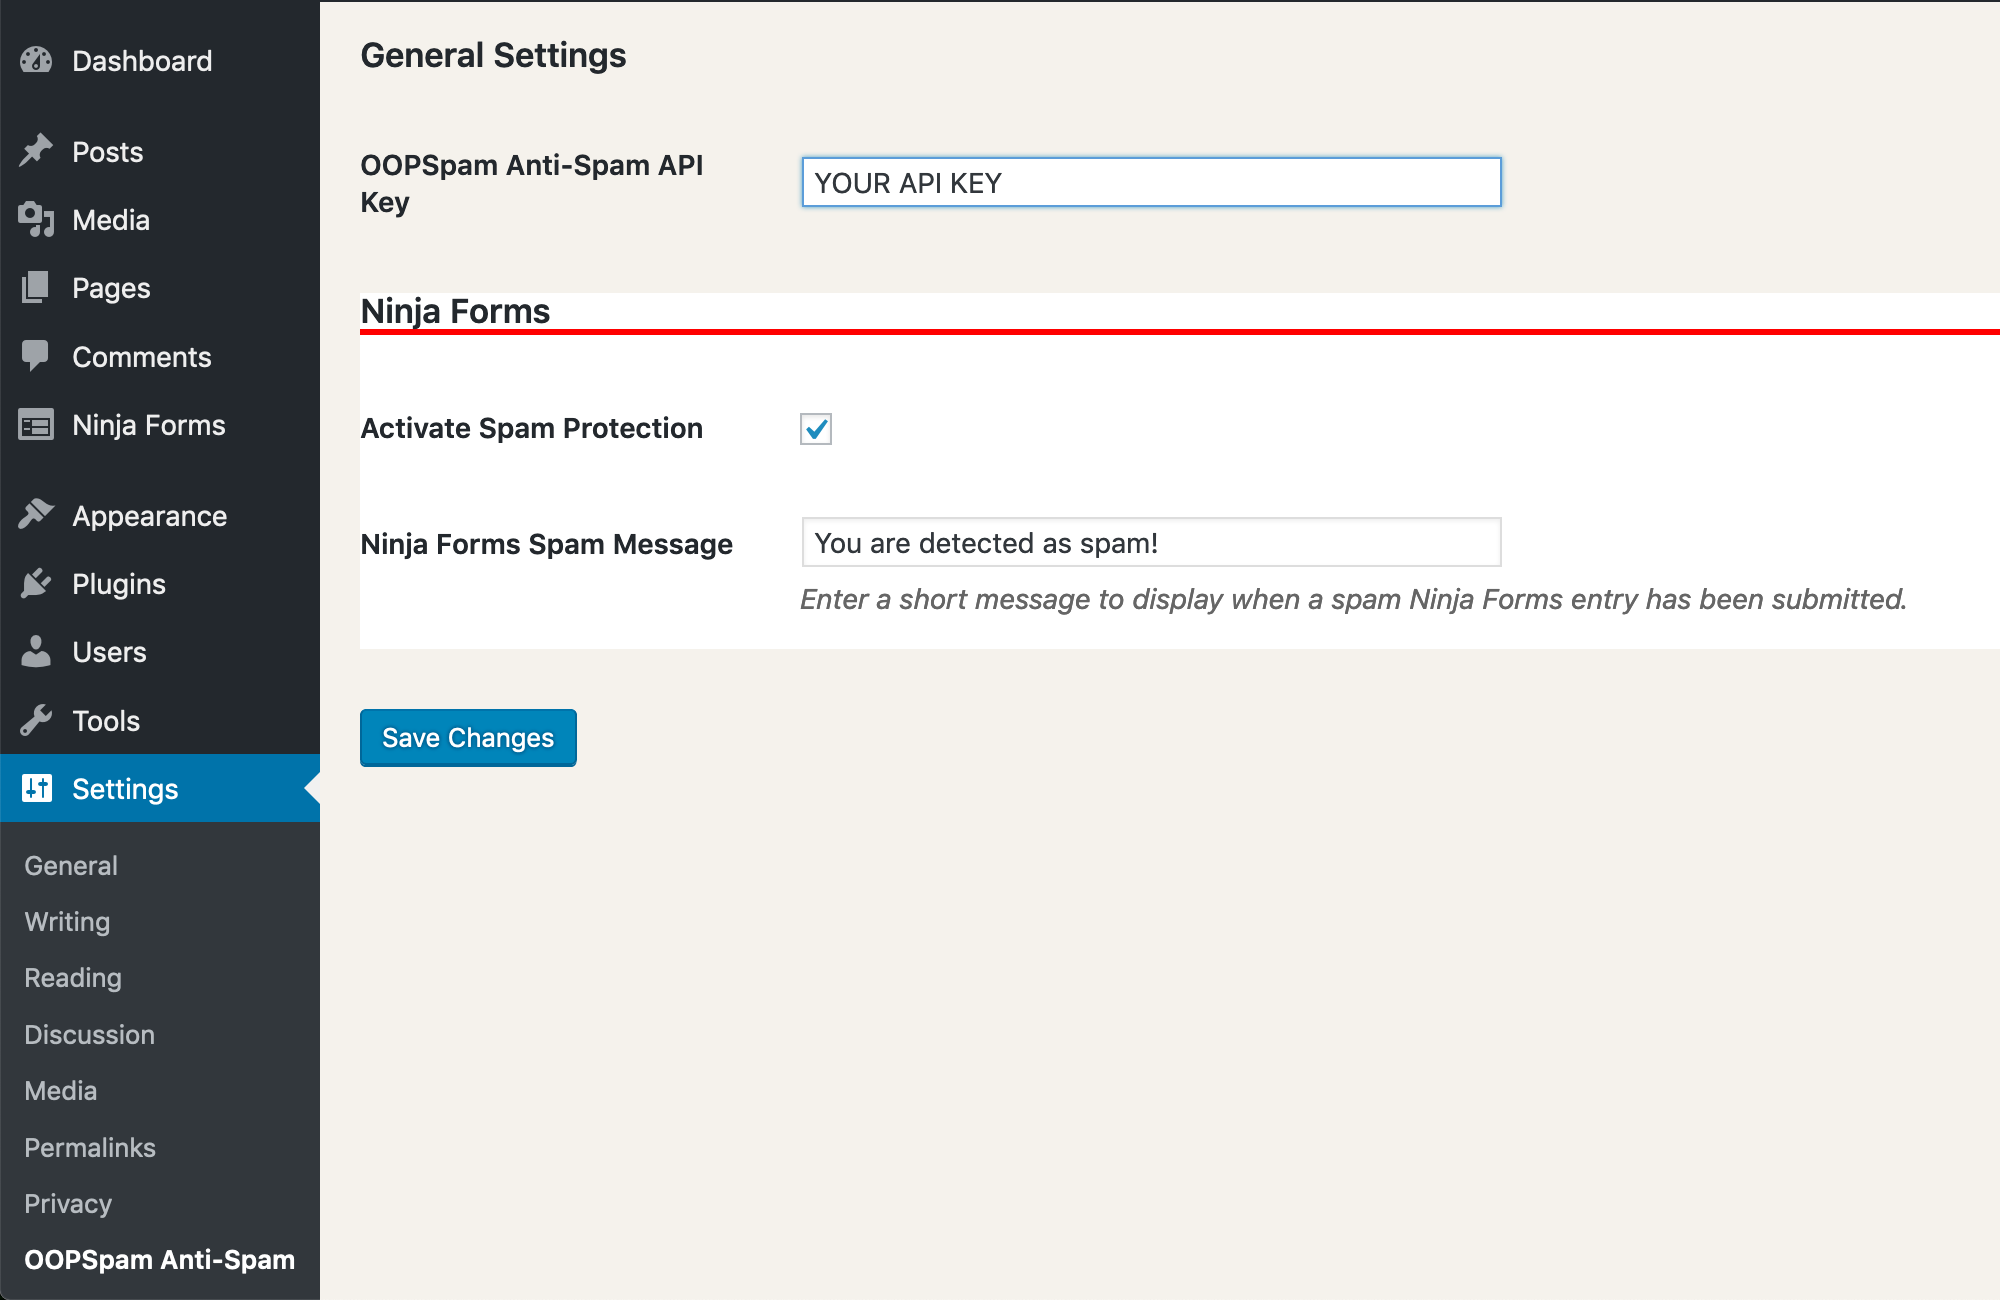 Dashboard
Posts
Media
Pages
Comments
Ninja Forms
Appearance
Plugins
Users
Tools
Settings
General
Writing
Reading
Discussion
Media
Permalinks
Privacy
OOPSpam Anti-Spam
General Settings
OOPSpam Anti-Spam API
Key
YOUR API KEY
Ninja Forms
Activate Spam Protection
Ninja Forms Spam Message
You are detected as spam!
Enter a short message to display when a spam Ninja Forms entry has been submitted.
Save Changes